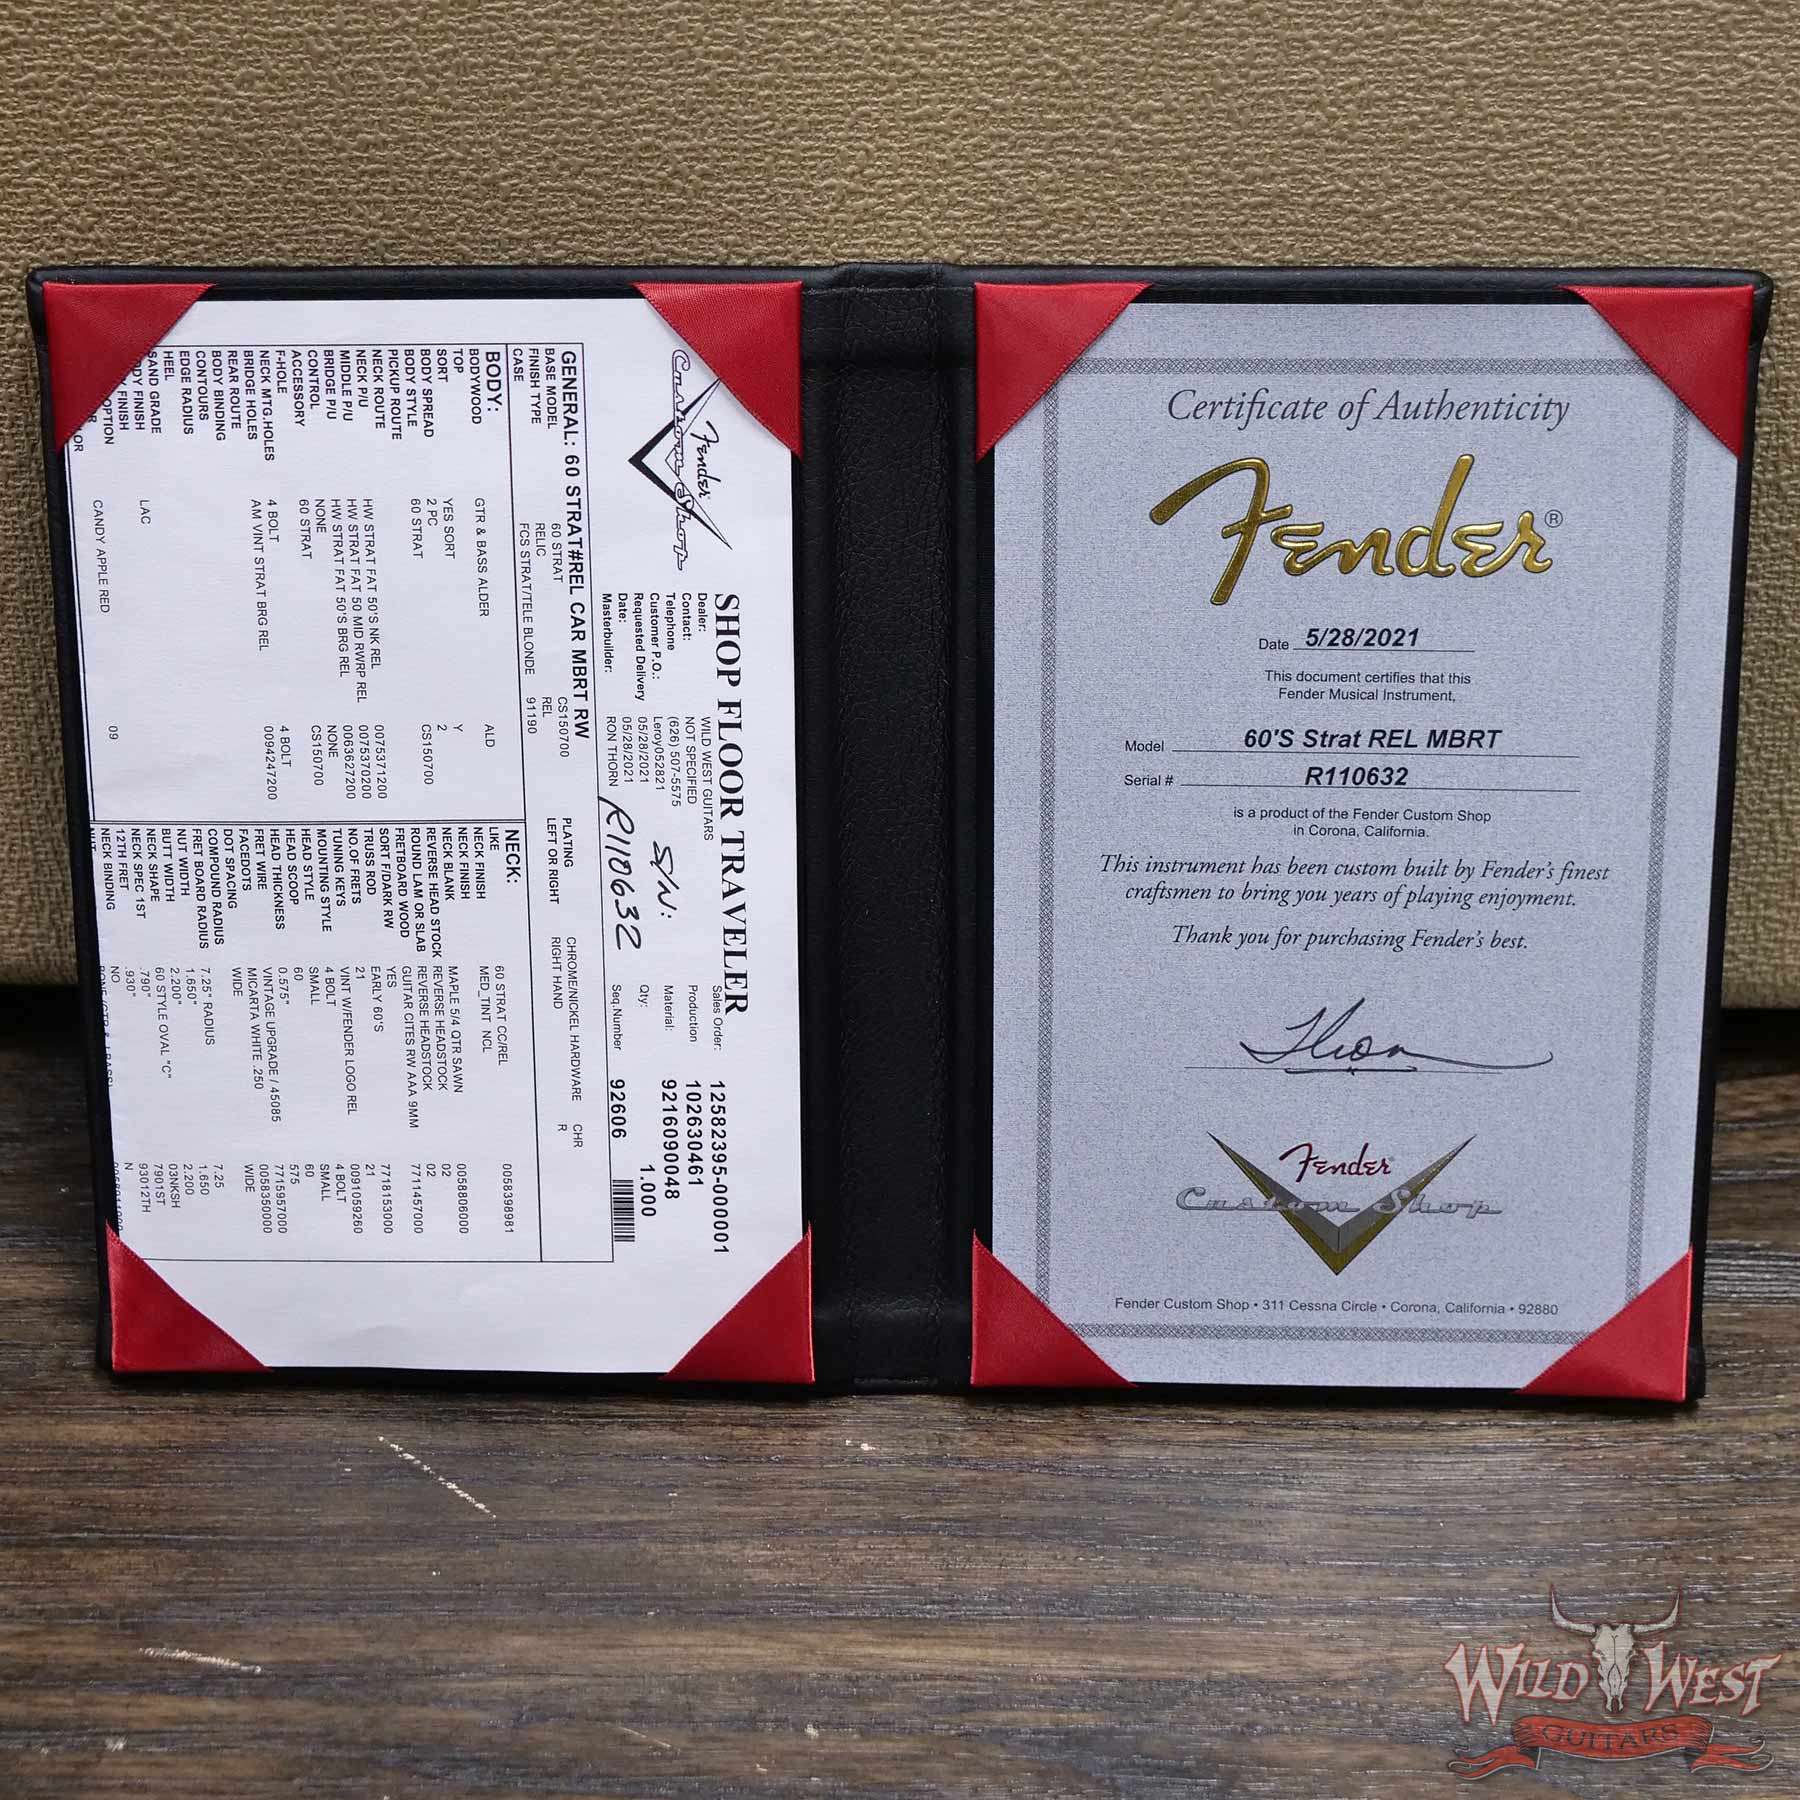 Fender
Custom Shop
SHOP FLOOR TRAVELER
Dealer: WILD WEST GUITARS
Contact: NOT SPECIFIED
Telephone (626) 507-5575
Customer P.O.: Leroy052821
Requested Delivery 05/28/2021
Date: 05/28/2021
Masterbuilder: RON THORN
S/N:
R110632
Sales Order: 12582395-000001
Production 102630461
Material: 9216090048
Qty: 1.000
Seq.Number 92606
GENERAL: 60 STRAT#REL CAR MBRT RW
BASE MODEL 60 STRAT CS150700 PLATING CHROME/NICKEL HARDWARE CHR
FINISH TYPE RELIC REL LEFT OR RIGHT RIGHT HAND R
CASE FCS STRAT/TELE BLONDE 91190
BODY:
BODYWOOD GTR & BASS ALDER ALD
TOP
SORT YES SORT Y
BODY SPREAD 2 PC 2
BODY STYLE 60 STRAT CS150700
PICKUP ROUTE
NECK ROUTE
NECK P/U HW STRAT FAT 50'S NK REL 0075371200
MIDDLE P/U HW STRAT FAT 50 MID RWRP REL 0075370200
BRIDGE P/U HW STRAT FAT 50'S BRG REL 0063627200
CONTROL NONE NONE
ACCESSORY 60 STRAT CS150700
F-HOLE
NECK MTG.HOLES 4 BOLT 4 BOLT
BRIDGE HOLES AM VINT STRAT BRG REL 0094247200
REAR ROUTE
BODY BINDING
CONTOURS
EDGE RADIUS
HEEL
SAND GRADE
FINISH LAC
FINISH
OPTION
CANDY APPLE RED 09
NECK:
LIKE 60 STRAT CC/REL 0058398981
NECK FINISH MED_TINT NCL
NECK FINISH
NECK BLANK MAPLE 5/4 QTR SAWN 0058806000
REVERSE HEAD STOCK REVERSE HEADSTOCK 02
ROUND LAM OR SLAB REVERSE HEADSTOCK 02
FRETBOARD WOOD GUITAR CITES RW AAA 9MM 7711457000
SORT F/DARK RW YES
TRUSS ROD EARLY 60'S 7718153000
NO.OF FRETS 21 21
TUNING KEYS VINT W/FENDER LOGO REL 0091059260
MOUNTING STYLE 4 BOLT 4 BOLT
HEAD STYLE SMALL SMALL
HEAD SCOOP 60 60
HEAD THICKNESS 0.575" 575
FRET WIRE VINTAGE UPGRADE / 45085 7715957000
FACEDOTS MICARTA WHITE .250 0058350000
DOT SPACING WIDE WIDE
COMPOUND RADIUS
FRET BOARD RADIUS 7.25" RADIUS 7.25
NUT WIDTH 1.650" 1.650
BUTT WIDTH 2.200" 2.200
NECK SHAPE 60 STYLE OVAL "C" 03NKSH
NECK SPEC 1ST .790" 7901ST
12TH FRET .930" 93012TH
NECK BINDING NO N
Certificate of Authenticity
Fender®
Date 5/28/2021
This document certifies that this
Fender Musical Instrument,
Model 60'S Strat REL MBRT
Serial # R110632
is a product of the Fender Custom Shop
in Corona, California.
This instrument has been custom built by Fender's finest
craftsmen to bring you years of playing enjoyment.
Thank you for purchasing Fender's best.
Thorn
Fender
Custom Shop
Fender Custom Shop • 311 Cessna Circle • Corona, California • 92880
WILD WEST
GUITARS